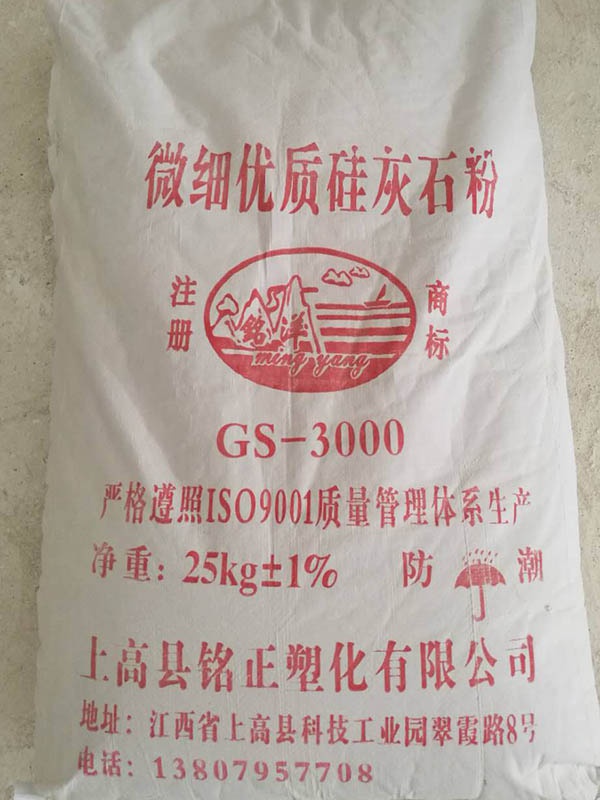 微细优质硅灰石粉
注册 商标
铭洋
ming yang
GS-3000
严格遵照ISO9001质量管理体系生产
净重：25kg±1% 防潮
上高县铭正塑化有限公司
地址：江西省上高县科技工业园翠霞路8号
电话：13807957708